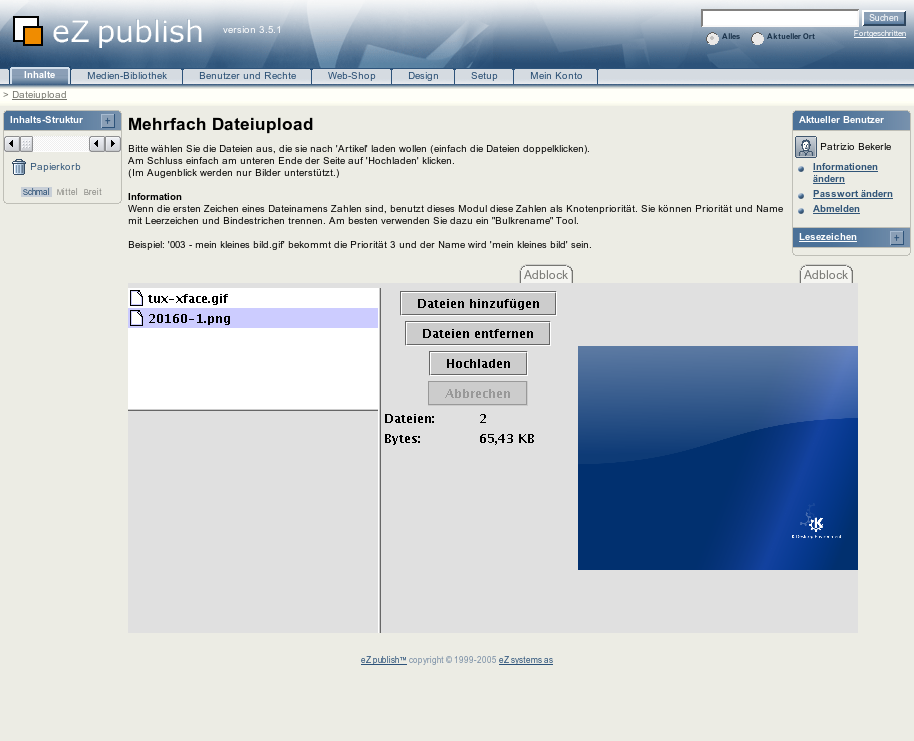 eZ publish version 3.5.1
Suchen
Alles Aktueller Ort Fortgeschritten
Inhalte Medien-Bibliothek Benutzer und Rechte Web-Shop Design Setup Mein Konto
> Dateiupload
Inhalts-Struktur +
Papierkorb
Schmal Mittel Breit
Mehrfach Dateiupload
Bitte wählen Sie die Dateien aus, die sie nach 'Artikel' laden wollen (einfach die Dateien doppelklicken).
Am Schluss einfach am unteren Ende der Seite auf 'Hochladen' klicken.
(Im Augenblick werden nur Bilder unterstützt.)
Information
Wenn die ersten Zeichen eines Dateinamens Zahlen sind, benutzt dieses Modul diese Zahlen als Knotenpriorität. Sie können Priorität und Name
mit Leerzeichen und Bindestrichen trennen. Am besten verwenden Sie dazu ein "Bulkrename" Tool.
Beispiel: '003 - mein kleines bild.gif' bekommt die Priorität 3 und der Name wird 'mein kleines bild' sein.
Aktueller Benutzer
Patrizio Bekerle
Informationen
ändern
Passwort ändern
Abmelden
Lesezeichen +
Adblock Adblock
tux-xface.gif
20160-1.png
Dateien hinzufügen
Dateien entfernen
Hochladen
Abbrechen
Dateien: 2
Bytes: 65,43 KB
K Desktop Environment
eZ publish™ copyright © 1999-2005 eZ systems as